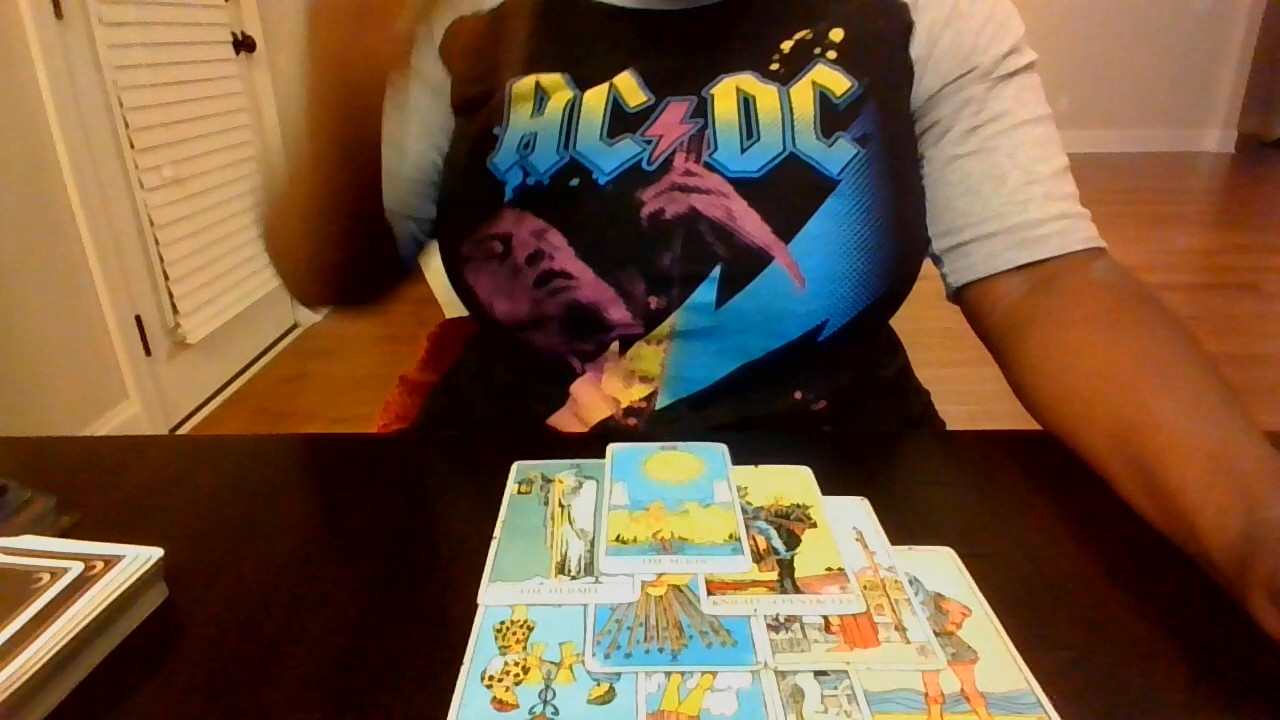 AC DC
THE HERMIT
THE MOON
KNIGHT of PENTACLES